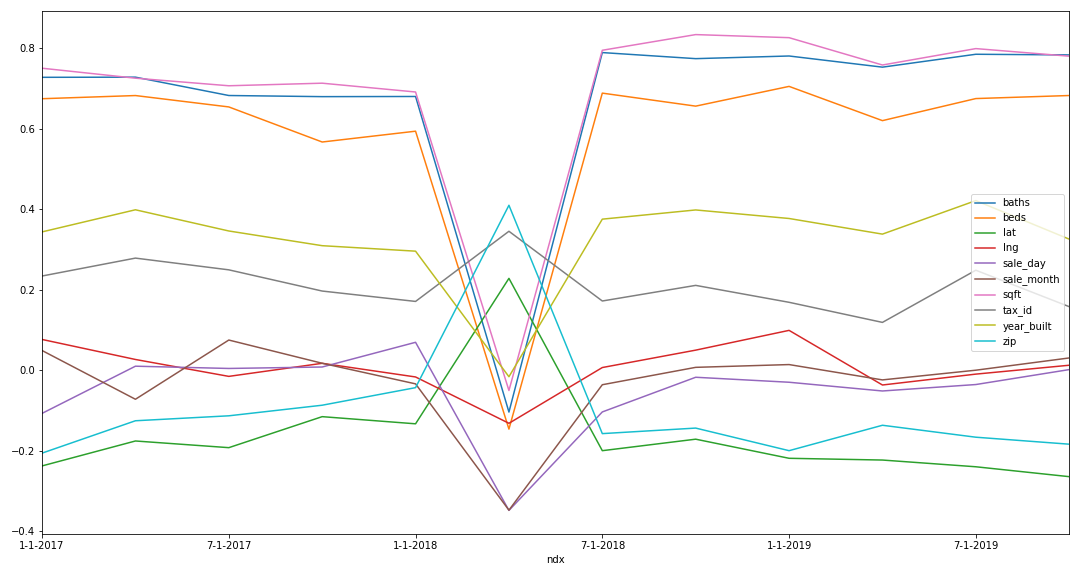 0.8
0.6
0.4
0.2
0.0
−0.2
−0.4
1-1-2017
7-1-2017
1-1-2018
7-1-2018
1-1-2019
7-1-2019
ndx
baths
beds
lat
lng
sale_day
sale_month
sqft
tax_id
year_built
zip